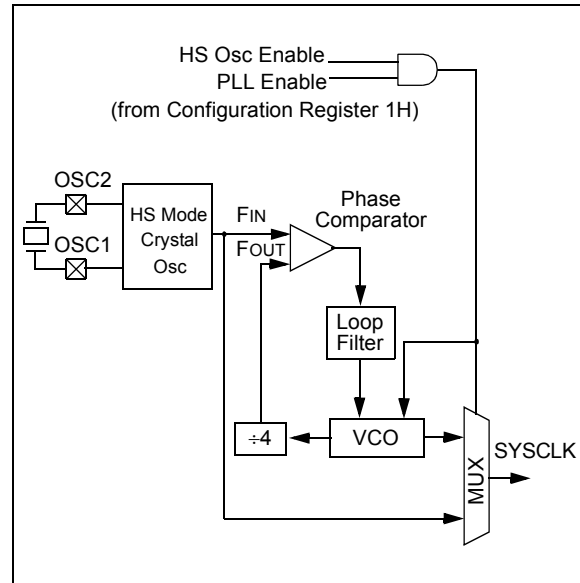 HS Osc Enable
PLL Enable
(from Configuration Register 1H)
OSC2
OSC1
HS Mode
Crystal
Osc
FIN
FOUT
Phase
Comparator
Loop
Filter
÷4
VCO
MUX
SYSCLK